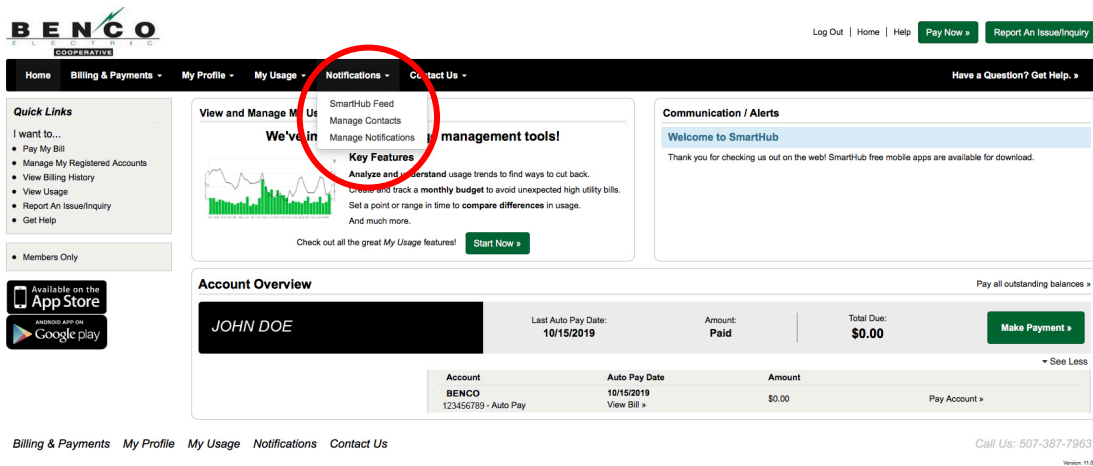 BENCO
ELECTRIC
COOPERATIVE
Log Out | Home | Help Pay Now » Report An Issue/Inquiry
Home Billing & Payments My Profile My Usage Notifications Contact Us Have a Question? Get Help. »
SmartHub Feed
Manage Contacts
Manage Notifications
Quick Links
I want to...
• Pay My Bill
• Manage My Registered Accounts
• View Billing History
• View Usage
• Report An Issue/Inquiry
• Get Help
• Members Only
Available on the
App Store
ANDROID APP ON
Google play
View and Manage My Us
We've im management tools!
Key Features
Analyze and understand usage trends to find ways to cut back.
Create and track a monthly budget to avoid unexpected high utility bills.
Set a point or range in time to compare differences in usage.
And much more.
Check out all the great My Usage features! Start Now »
Communication / Alerts
Welcome to SmartHub
Thank you for checking us out on the web! SmartHub free mobile apps are available for download.
Account Overview Pay all outstanding balances »
JOHN DOE
Last Auto Pay Date: Amount: Total Due:
10/15/2019 Paid $0.00 Make Payment »
See Less
Account Auto Pay Date Amount
BENCO 10/15/2019 $0.00 Pay Account »
123456789 - Auto Pay View Bill »
Billing & Payments My Profile My Usage Notifications Contact Us Call Us: 507-387-7963
Version: 11.0